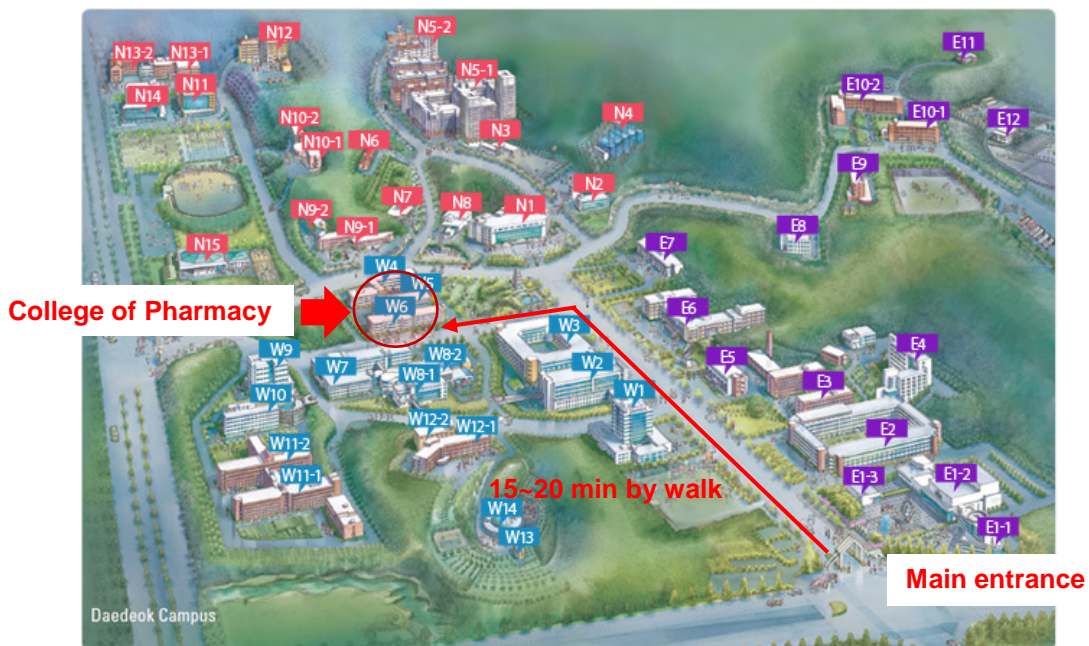 N5-2
N12
N13-2
N13-1
E11
N5-1
N11
N14
E10-2
N10-2
N4
E10-1
E12
N3
N10-1
N6
E9
N2
N7
N9-2
N8
N1
N9-1
N15
E8
E7
W4
W5
College of Pharmacy
W6
E6
W3
W9
W8-2
W7
W8-1
W2
E5
E4
W10
W1
E3
W12-2
W12-1
E2
W11-2
W11-1
E1-3
E1-2
15~20 min by walk
W14
W13
E1-1
Main entrance
Daedeok Campus